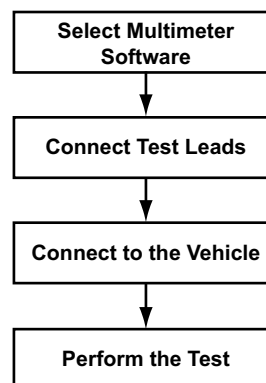 Select Multimeter
Software
Connect Test Leads
Connect to the Vehicle
Perform the Test